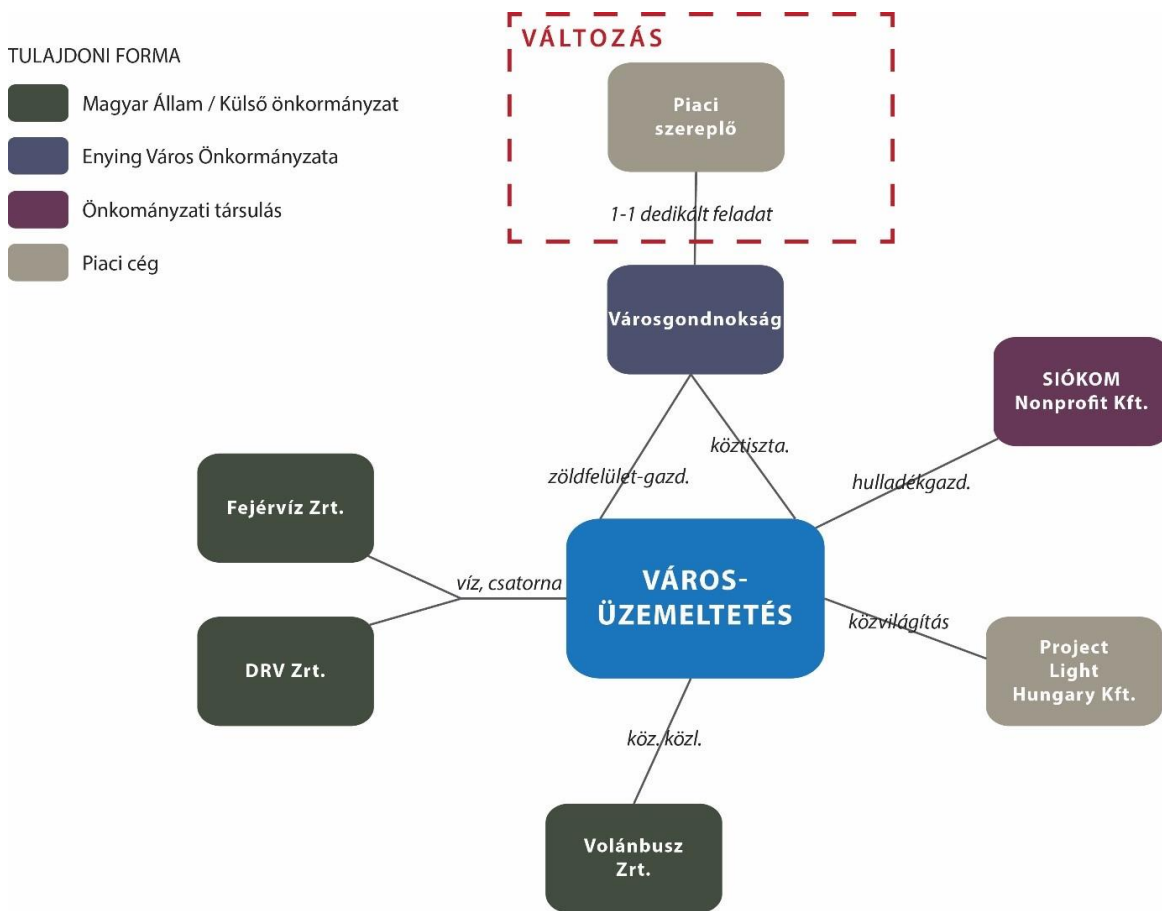 VÁLTOZÁS
TULAJDONI FORMA
Magyar Állam / Külső önkormányzat
Enying Város Önkormányzata
Önkományzati társulás
Piaci cég
Piaci
szereplő
1-1 dedikált feladat
Városgondnokság
SIÓKOM
Nonprofit Kft.
köztiszta.
zöldfelület-gazd.
hulladékgazd.
Fejérvíz Zrt.
víz, csatorna
VÁROS-
ÜZEMELTETÉS
közvilágítás
DRV Zrt.
Project
Light
Hungary Kft.
köz. közl.
Volánbusz
Zrt.